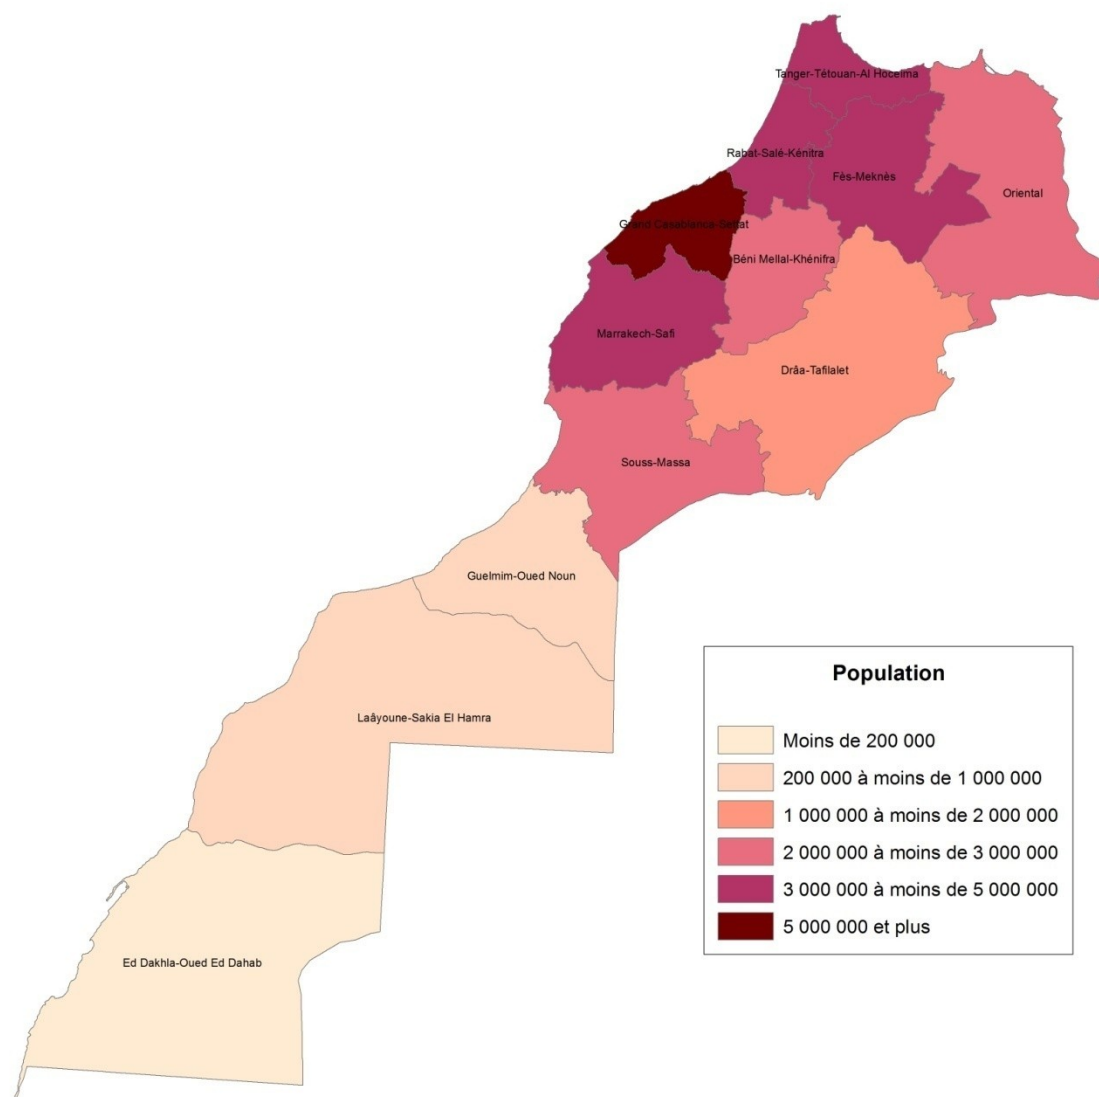 Tanger-Tétouan-Al Hoceima
Rabat-Salé-Kénitra
Fès-Meknès
Oriental
Grand Casablanca-Settat
Béni Mellal-Khénifra
Marrakech-Safi
Drâa-Tafilalet
Souss-Massa
Guelmim-Oued Noun
Laâyoune-Sakia El Hamra
Ed Dakhla-Oued Ed Dahab
Population
Moins de 200 000
200 000 à moins de 1 000 000
1 000 000 à moins de 2 000 000
2 000 000 à moins de 3 000 000
3 000 000 à moins de 5 000 000
5 000 000 et plus